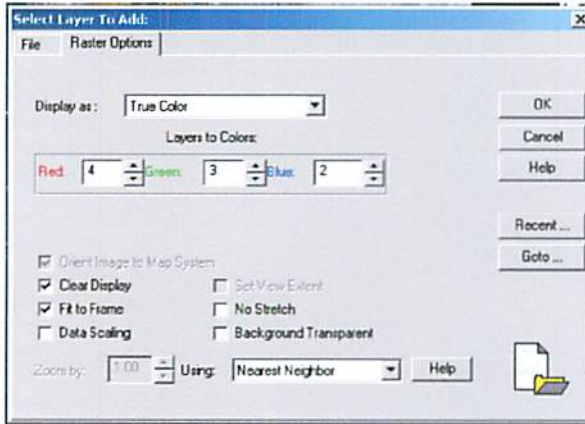 Select Layer To Add:
File Raster Options
Display as: True Color
Layers to Colors:
Red: 4 Green: 3 Blue: 2
Orient Image to Map System
Clear Display Set View Extent
Fit to Frame No Stretch
Data Scaling Background Transparent
Zoom by: 1.00 Using: Nearest Neighbor Help
OK
Cancel
Help
Recent ...
Goto ...